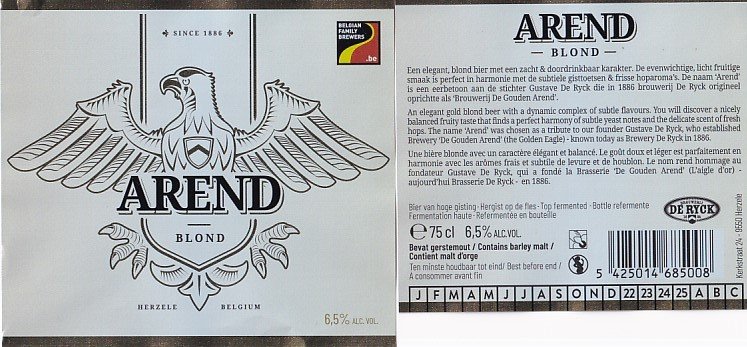 SINCE 1886
BELGIAN
FAMILY
BREWERS
.be
AREND
BLOND
HERZELE BELGIUM
6,5% ALC. VOL.
AREND
BLOND
Een elegant, blond bier met een zacht & doordrinkbaar karakter. De evenwichtige, licht fruitige
smaak is perfect in harmonie met de subtiele gisttoetsen & frisse hoparoma's. De naam 'Arend'
is een eerbetoon aan de stichter Gustave De Ryck die in 1886 brouwerij De Ryck origineel
oprichtte als 'Brouwerij De Gouden Arend'.
An elegant gold blond beer with a dynamic complex of subtle flavours. You will discover a nicely
balanced fruity taste that finds a perfect harmony of subtle yeast notes and the delicate scent of fresh
hops. The name 'Arend' was chosen as a tribute to our founder Gustave De Ryck, who established
Brewery 'De Gouden Arend' (the Golden Eagle) - known today as Brewery De Ryck in 1886.
Une bière blonde avec un caractère élégant et balancé. Le goût doux et léger est parfaitement en
harmonie avec les arômes frais et subtile de levure et de houblon. Le nom rend hommage au
fondateur Gustave De Ryck, qui a fondé la Brasserie 'De Gouden Arend' (L'aigle d'or) -
aujourd'hui Brasserie De Ryck - en 1886.
Bier van hoge gisting - Hergist op de fles - Top fermented - Bottle refermente
Fermentation haute - Refermentée en bouteille
e 75 cl 6,5% ALC.VOL.
Bevat gerstemout / Contains barley malt /
Contient malt d'orge
Ten minste houdbaar tot eind/ Best before end /
A consommer avant fin
BROUWERIJ
DE RYCK
5 425014 685008
Kerkstraat 24 - 9550 Herzele
J F M A M J J A S O N D 22 23 24 25 A B C